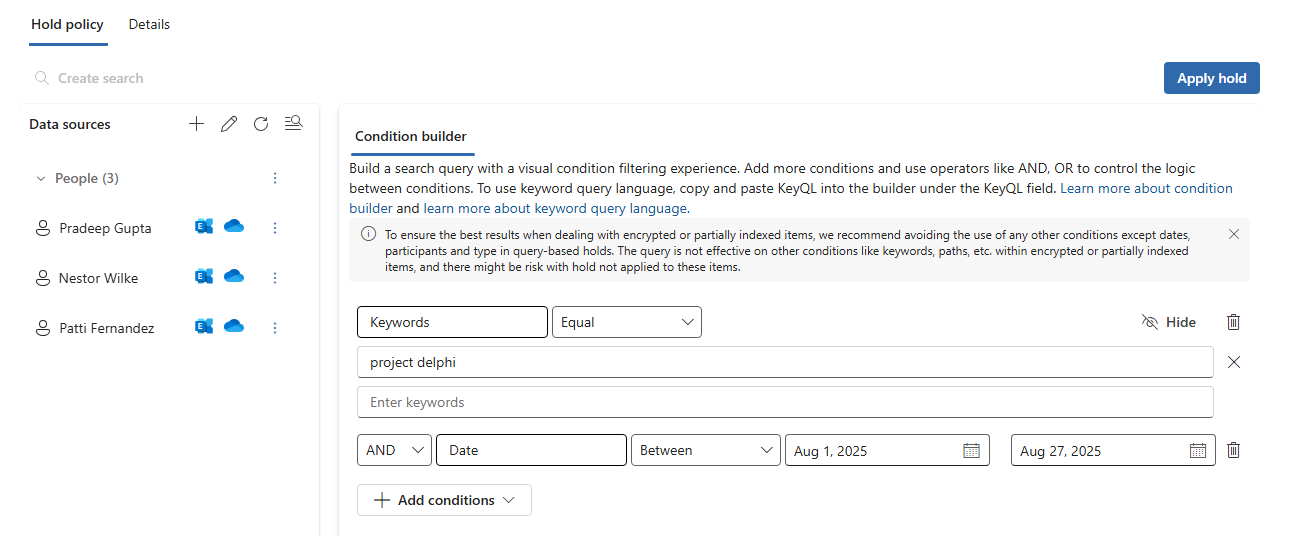 Hold policy Details
Create search
Apply hold
Data sources
People (3)
Pradeep Gupta
Nestor Wilke
Patti Fernandez
Condition builder
Build a search query with a visual condition filtering experience. Add more conditions and use operators like AND, OR to control the logic
between conditions. To use keyword query language, copy and paste KeyQL into the builder under the KeyQL field. Learn more about condition
builder and learn more about keyword query language.
To ensure the best results when dealing with encrypted or partially indexed items, we recommend avoiding the use of any other conditions except dates,
participants and type in query-based holds. The query is not effective on other conditions like keywords, paths, etc. within encrypted or partially indexed
items, and there might be risk with hold not applied to these items.
Keywords Equal Hide
project delphi
Enter keywords
AND Date Between Aug 1, 2025 Aug 27, 2025
Add conditions